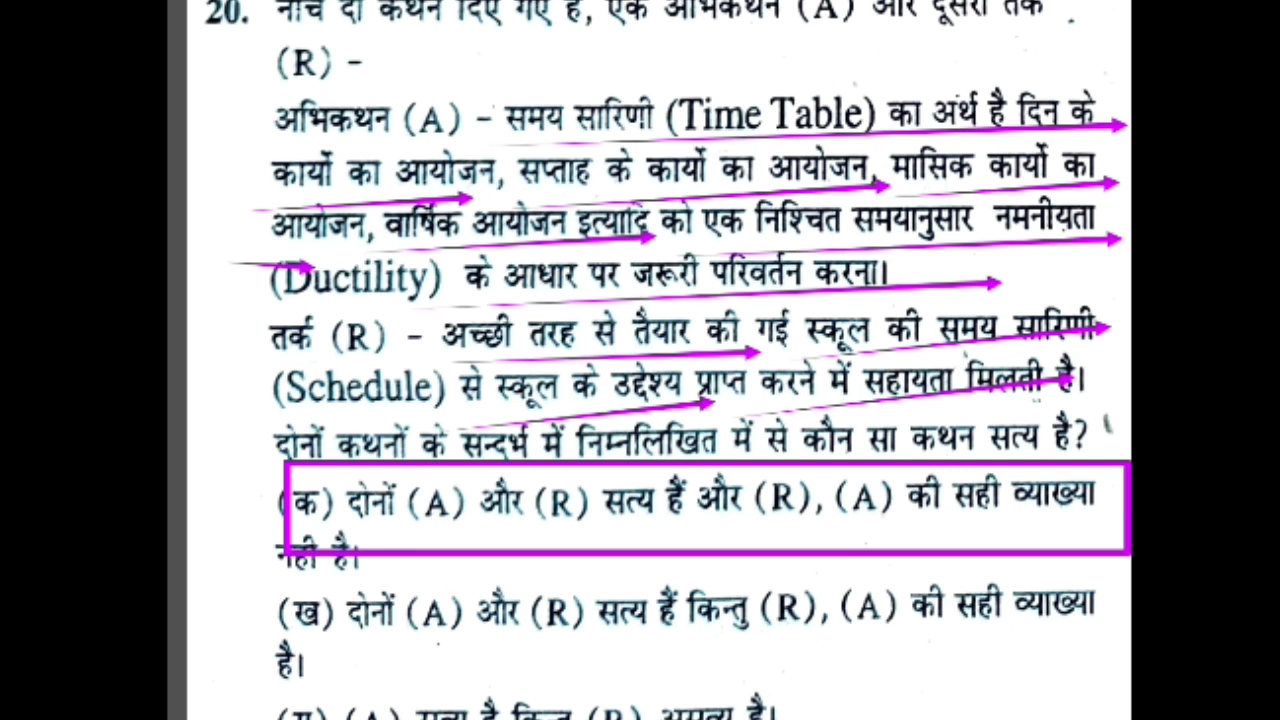 20. नीचे दो कथन दिए गए हैं, एक अभिकथन (A) और दूसरा तर्क
(R) -
अभिकथन (A) - समय सारिणी (Time Table) का अर्थ है दिन के
कार्यो का आयोजन, सप्ताह के कार्यो का आयोजन, मासिक कार्यो का
आयोजन, वार्षिक आयोजन इत्यादि को एक निश्चित समयानुसार नमनीयता
(Ductility) के आधार पर जरूरी परिवर्तन करना।
तर्क (R) - अच्छी तरह से तैयार की गई स्कूल की समय सारिणी
(Schedule) से स्कूल के उद्देश्य प्राप्त करने में सहायता मिलती है।
दोनों कथनों के सन्दर्भ में निम्नलिखित में से कौन सा कथन सत्य है?
(क) दोनों (A) और (R) सत्य हैं और (R), (A) की सही व्याख्या
नही है।
(ख) दोनों (A) और (R) सत्य हैं किन्तु (R), (A) की सही व्याख्या
है।
(ग) (A) सत्य है किन्तु (R) असत्य है।